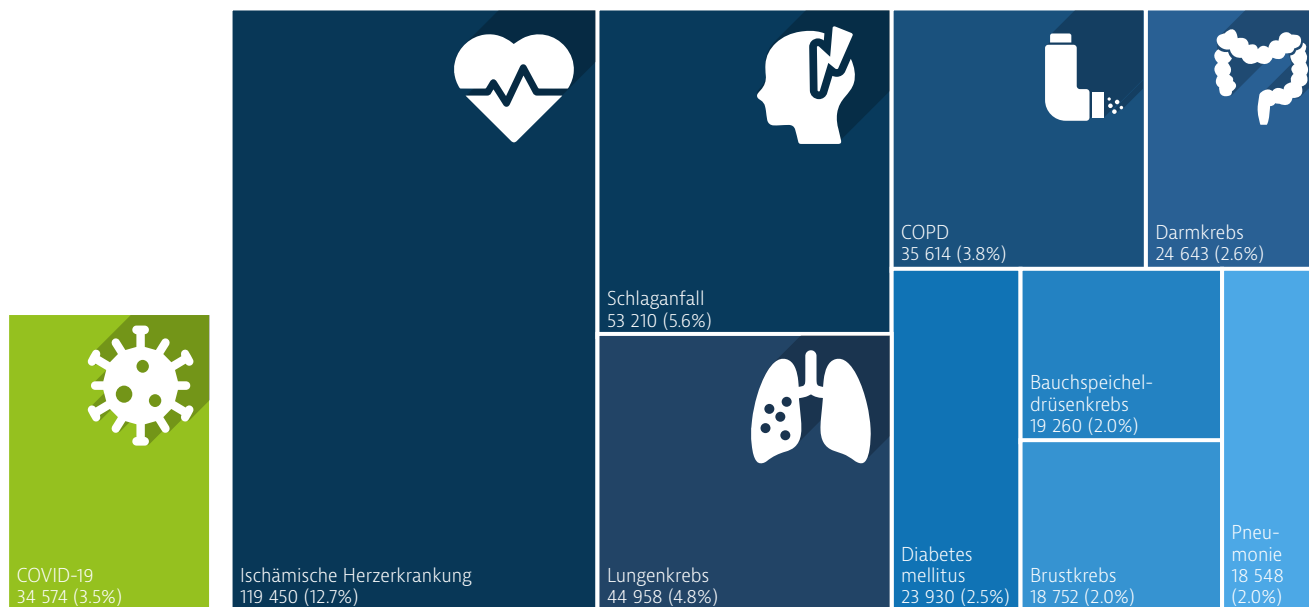 COVID-19
34 574 (3.5%)
Ischämische Herzerkrankung
119 450 (12.7%)
Schlaganfall
53 210 (5.6%)
Lungenkrebs
44 958 (4.8%)
COPD
35 614 (3.8%)
Darmkrebs
24 643 (2.6%)
Diabetes
mellitus
23 930 (2.5%)
Bauchspeichel-
drüsenkrebs
19 260 (2.0%)
Brustkrebs
18 752 (2.0%)
Pneu-
monie
18 548
(2.0%)